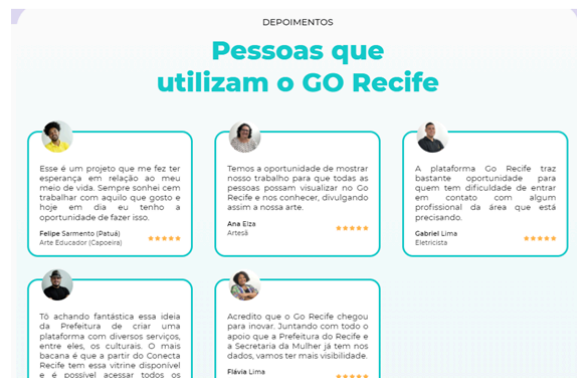 DEPOIMENTOS
Pessoas que
utilizam o GO Recife
Esse é um projeto que me fez ter
esperança em relação ao meu
meio de vida. Sempre sonhei cem
trabalhar com aquilo que gosto e
hoje em dia eu tenho a
oportunidade de fazer isso.
Felipe Sarmento (Patuá)
Arte Educador (Capoeira)
Temos a oportunidade de mostrar
nosso trabalho para que todas as
pessoas possam visualizar no Go
Recife e nos conhecer, divulgando
assim a nossa arte.
Ana Elza
Artesã
A plataforma Go Recife traz
bastante oportunidade para
quem tem dificuldade de entrar
em contato com algum
profissional da área que está
precisando.
Gabriel Lima
Eletricista
Tô achando fantástica essa ideia
da Prefeitura de criar uma
plataforma com diversos serviços,
entre eles, os culturais. O mais
bacana é que a partir do Conecta
Recife tem essa vitrine disponível
e é possível acessar todos os
Acredito que o Go Recife chegou
para inovar. Juntando com todo o
apoio que a Prefeitura do Recife e
a Secretaria da Mulher já tem nos
dados, vamos ter mais visibilidade.
Flávia Lima